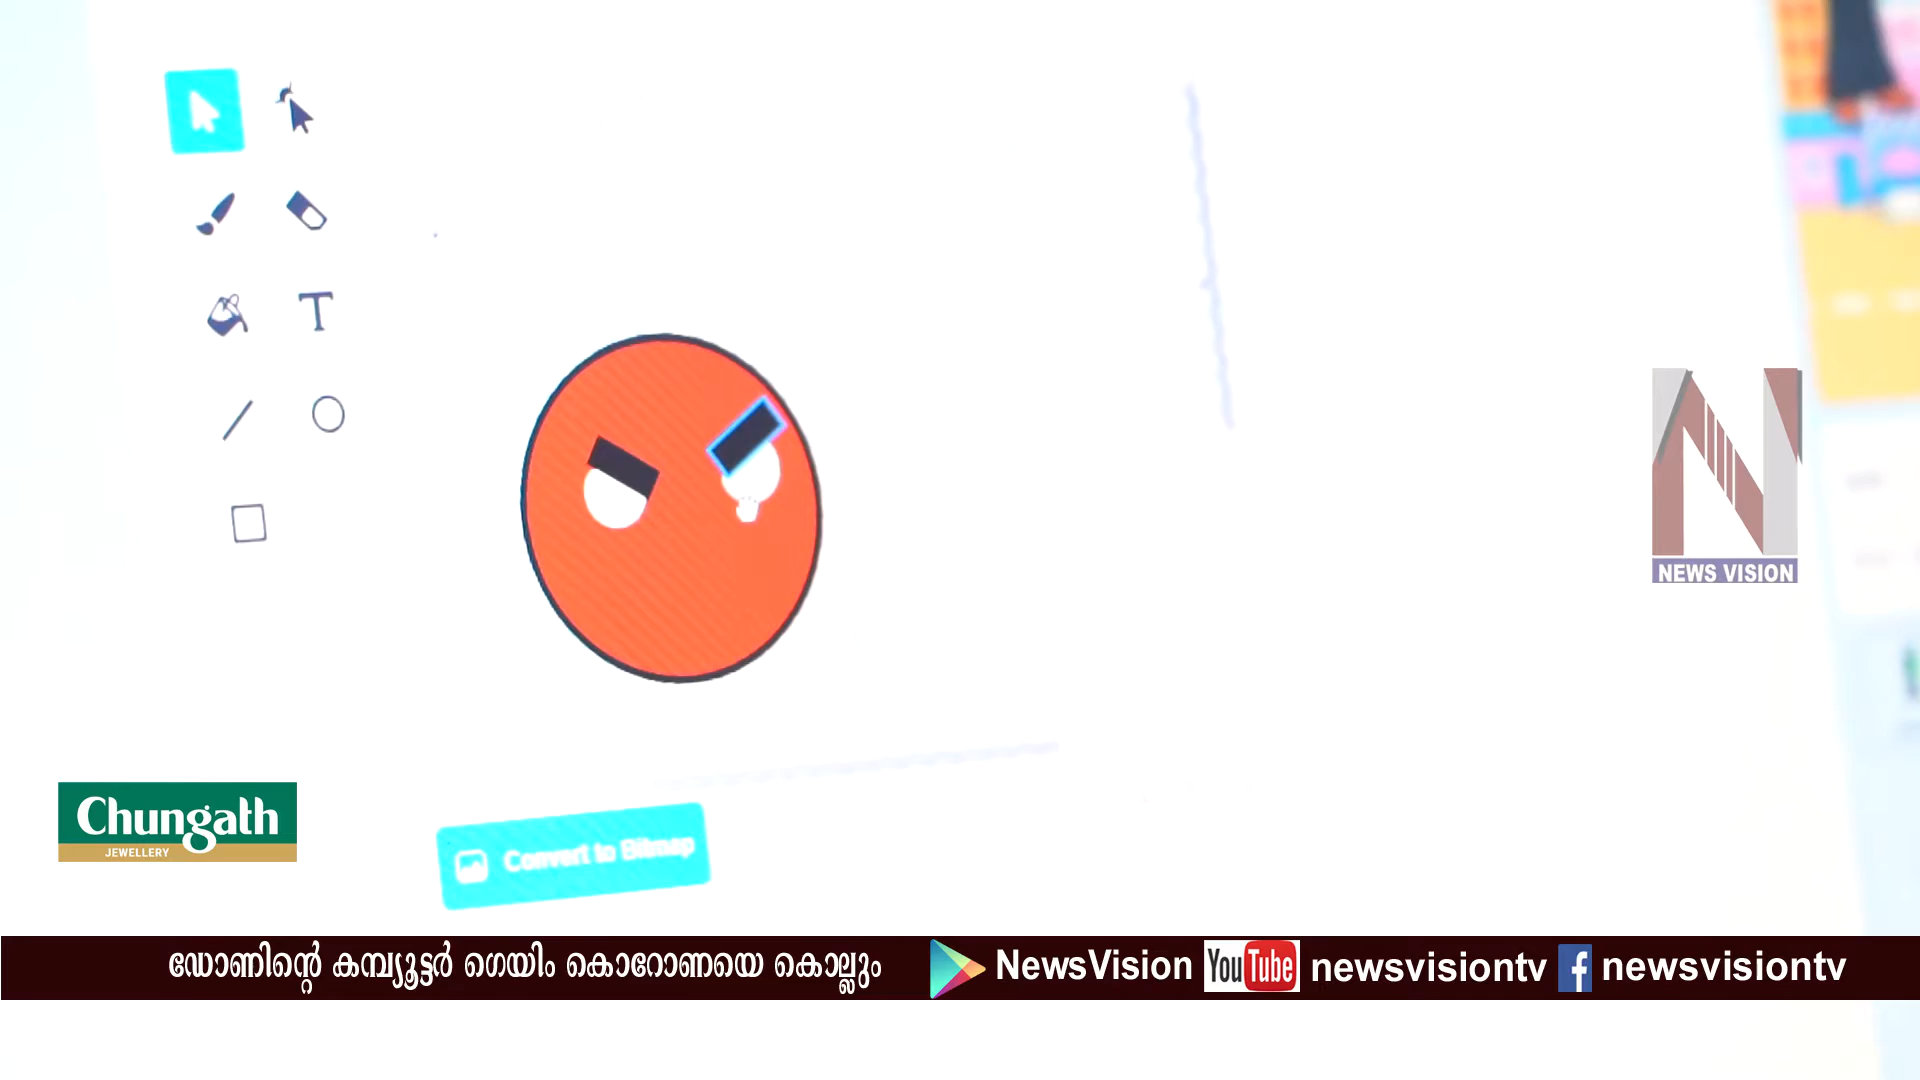 T
NEWS VISION
Chungath
JEWELLERY
Convert to Bitmap
ഡോണിന്റെ കമ്പ്യൂട്ടർ ഗെയിം കൊറോണയെ കൊല്ലും NewsVision YouTube newsvisiontv f newsvisiontv